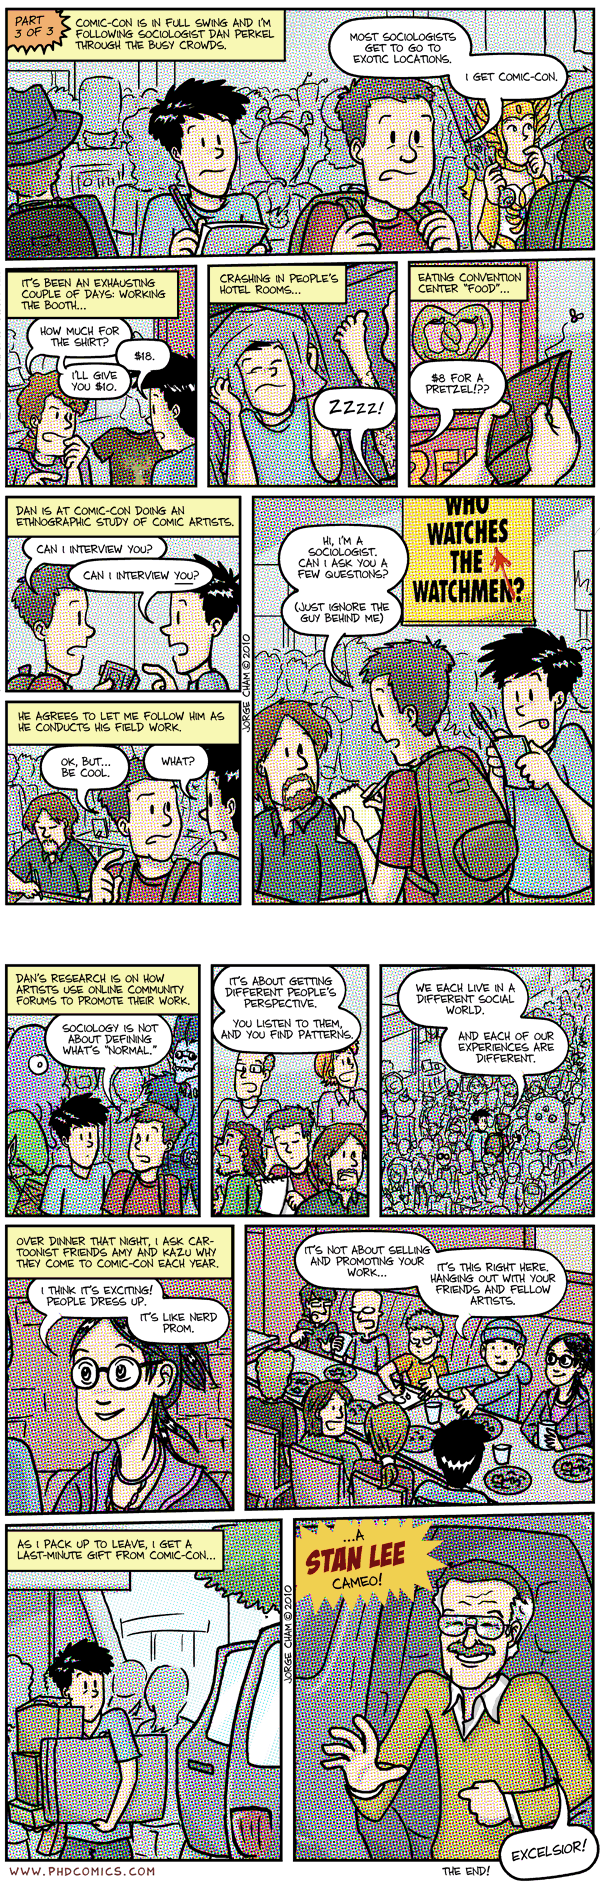 PART
3 OF 3
COMIC-CON IS IN FULL SWING AND I'M
FOLLOWING SOCIOLOGIST DAN PERKEL
THROUGH THE BUSY CROWDS.
MOST SOCIOLOGISTS
GET TO GO TO
EXOTIC LOCATIONS.
I GET COMIC-CON.
IT'S BEEN AN EXHAUSTING
COUPLE OF DAYS: WORKING
THE BOOTH...
HOW MUCH FOR
THE SHIRT?
$18.
I'LL GIVE
YOU $10.
CRASHING IN PEOPLE'S
HOTEL ROOMS...
ZZZZ!
EATING CONVENTION
CENTER "FOOD"...
$8 FOR A
PRETZEL!??
DAN IS AT COMIC-CON DOING AN
ETHNOGRAPHIC STUDY OF COMIC ARTISTS.
CAN I INTERVIEW YOU?
CAN I INTERVIEW YOU?
HE AGREES TO LET ME FOLLOW HIM AS
HE CONDUCTS HIS FIELD WORK.
OK, BUT...
BE COOL.
WHAT?
JORGE CHAM © 2010
WHO
WATCHES
THE
WATCHMEN?
HI, I'M A
SOCIOLOGIST.
CAN I ASK YOU A
FEW QUESTIONS?
(JUST IGNORE THE
GUY BEHIND ME)
DAN'S RESEARCH IS ON HOW
ARTISTS USE ONLINE COMMUNITY
FORUMS TO PROMOTE THEIR WORK.
SOCIOLOGY IS NOT
ABOUT DEFINING
WHAT'S "NORMAL."
IT'S ABOUT GETTING
DIFFERENT PEOPLE'S
PERSPECTIVE.
YOU LISTEN TO THEM,
AND YOU FIND PATTERNS.
WE EACH LIVE IN A
DIFFERENT SOCIAL
WORLD.
AND EACH OF OUR
EXPERIENCES ARE
DIFFERENT.
OVER DINNER THAT NIGHT, I ASK CAR-
TOONIST FRIENDS AMY AND KAZU WHY
THEY COME TO COMIC-CON EACH YEAR.
I THINK IT'S EXCITING!
PEOPLE DRESS UP.
IT'S LIKE NERD
PROM.
IT'S NOT ABOUT SELLING
AND PROMOTING YOUR
WORK...
IT'S THIS RIGHT HERE.
HANGING OUT WITH YOUR
FRIENDS AND FELLOW
ARTISTS.
AS I PACK UP TO LEAVE, I GET A
LAST-MINUTE GIFT FROM COMIC-CON...
JORGE CHAM © 2010
...A
STAN LEE
CAMEO!
EXCELSIOR!
WWW.PHDCOMICS.COM
THE END!